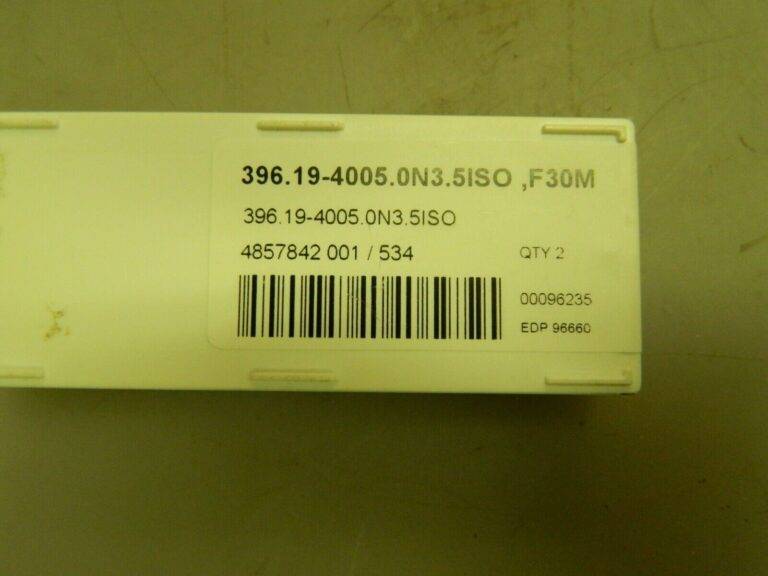 396.19-4005.0N3.5ISO ,F30M
396.19-4005.0N3.5ISO
4857842 001 / 534
QTY 2
00096235
EDP 96660